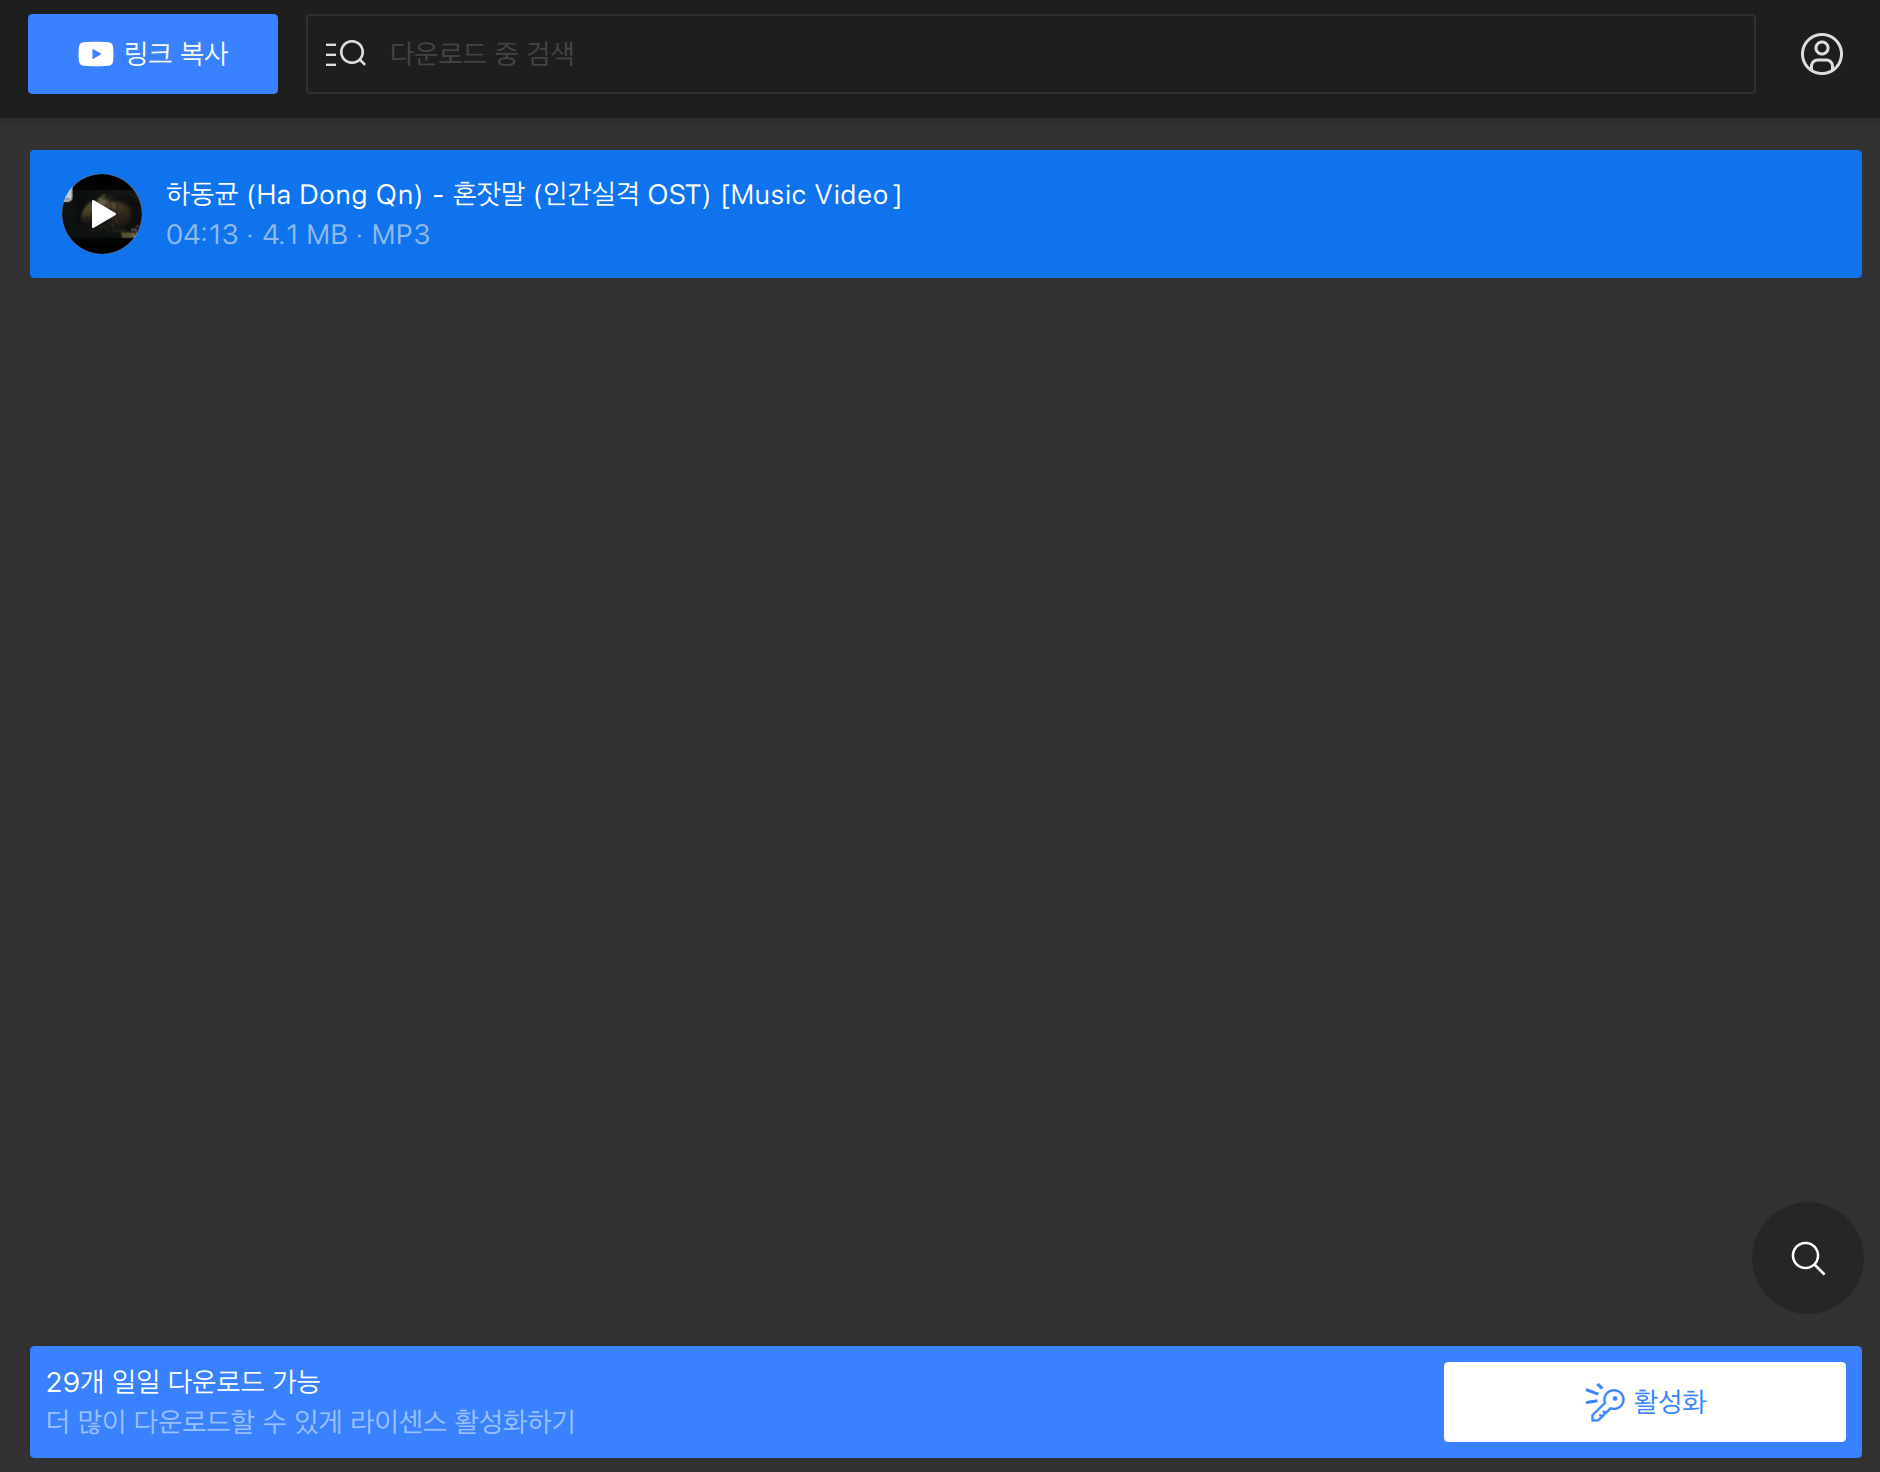 링크 복사
다운로드 중 검색
하동균 (Ha Dong Qn) - 혼잣말 (인간실격 OST) [Music Video]
04:13 · 4.1 MB · MP3
29개 일일 다운로드 가능
더 많이 다운로드할 수 있게 라이센스 활성화하기
활성화